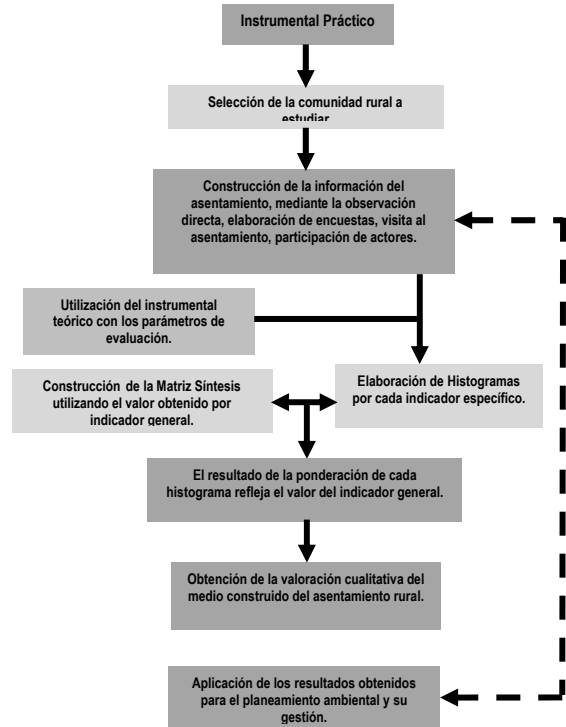 Instrumental Práctico
Selección de la comunidad rural a
estudiar
Construcción de la información del
asentamiento, mediante la observación
directa, elaboración de encuestas, visita al
asentamiento, participación de actores.
Utilización del instrumental
teórico con los parámetros de
evaluación.
Elaboración de Histogramas
por cada indicador específico.
Construcción de la Matriz Síntesis
utilizando el valor obtenido por
indicador general.
El resultado de la ponderación de cada
histograma refleja el valor del indicador general.
Obtención de la valoración cualitativa del
medio construido del asentamiento rural.
Aplicación de los resultados obtenidos
para el planeamiento ambiental y su
gestión.